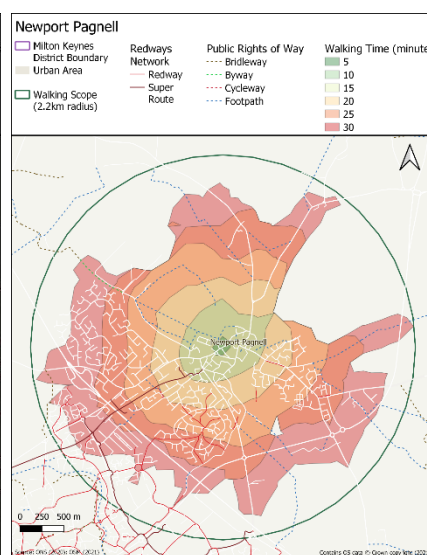 Newport Pagnell
Milton Keynes
District Boundary
Urban Area
Walking Scope
(2.2km radius)
Redways
Network
Redway
Super
Route
Public Rights of Way
Bridleway
Byway
Cycleway
Footpath
Walking Time (minute
5
10
15
20
25
30
Newport Pagnell
0 250 500 m
Contains OS data © Crown copyright (202